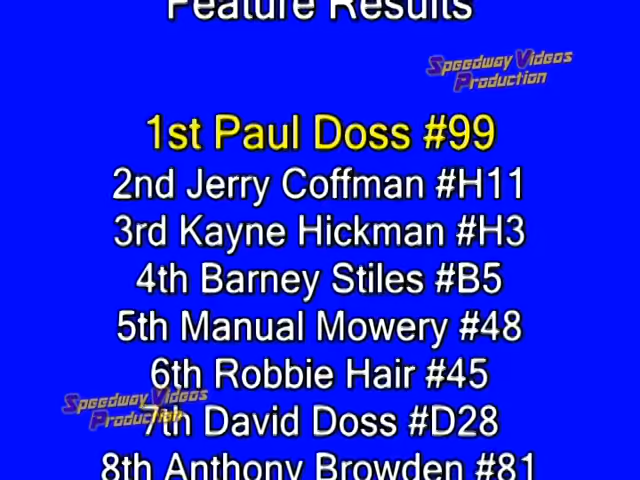 Feature Results
Speedway Videos
Production
1st Paul Doss #99
2nd Jerry Coffman #H11
3rd Kayne Hickman #H3
4th Barney Stiles #B5
5th Manual Mowery #48
6th Robbie Hair #45
Speedway Videos
Production
7th David Doss #D28
8th Anthony Browden #81